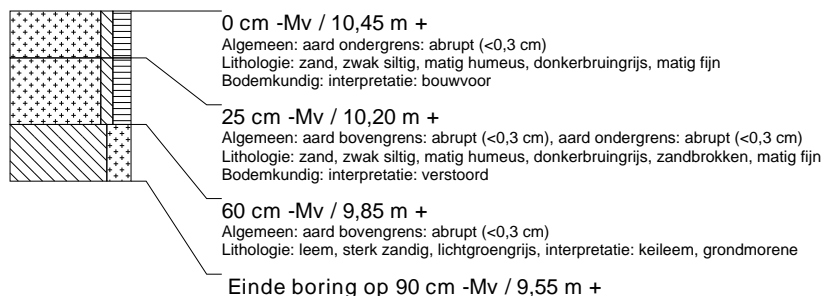 0 cm -Mv / 10,45 m +
Algemeen: aard ondergrens: abrupt (<0,3 cm)
Lithologie: zand, zwak siltig, matig humeus, donkerbruingrijs, matig fijn
Bodemkundig: interpretatie: bouwvoor
25 cm -Mv / 10,20 m +
Algemeen: aard bovengrens: abrupt (<0,3 cm), aard ondergrens: abrupt (<0,3 cm)
Lithologie: zand, zwak siltig, matig humeus, donkerbruingrijs, zandbrokken, matig fijn
Bodemkundig: interpretatie: verstoord
60 cm -Mv / 9,85 m +
Algemeen: aard bovengrens: abrupt (<0,3 cm)
Lithologie: leem, sterk zandig, lichtgroengrijs, interpretatie: keileem, grondmorene
Einde boring op 90 cm -Mv / 9,55 m +